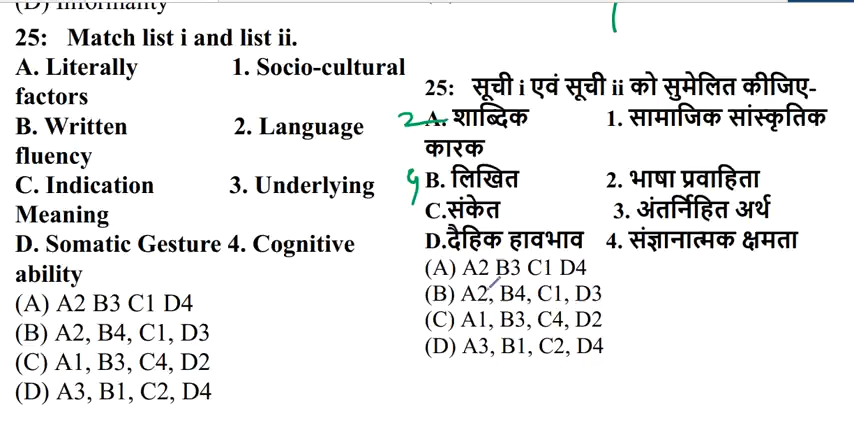 (D) Informality
25: Match list i and list ii.
A. Literally 1. Socio-cultural
factors
B. Written 2. Language
fluency
C. Indication 3. Underlying
Meaning
D. Somatic Gesture 4. Cognitive
ability
(A) A2 B3 C1 D4
(B) A2, B4, C1, D3
(C) A1, B3, C4, D2
(D) A3, B1, C2, D4
25: सूची i एवं सूची ii को सुमेलित कीजिए-
2 A. शाब्दिक 1. सामाजिक सांस्कृतिक
कारक
4 B. लिखित 2. भाषा प्रवाहिता
C.संकेत 3. अंतर्निहित अर्थ
D.दैहिक हावभाव 4. संज्ञानात्मक क्षमता
(A) A2 B3 C1 D4
(B) A2, B4, C1, D3
(C) A1, B3, C4, D2
(D) A3, B1, C2, D4